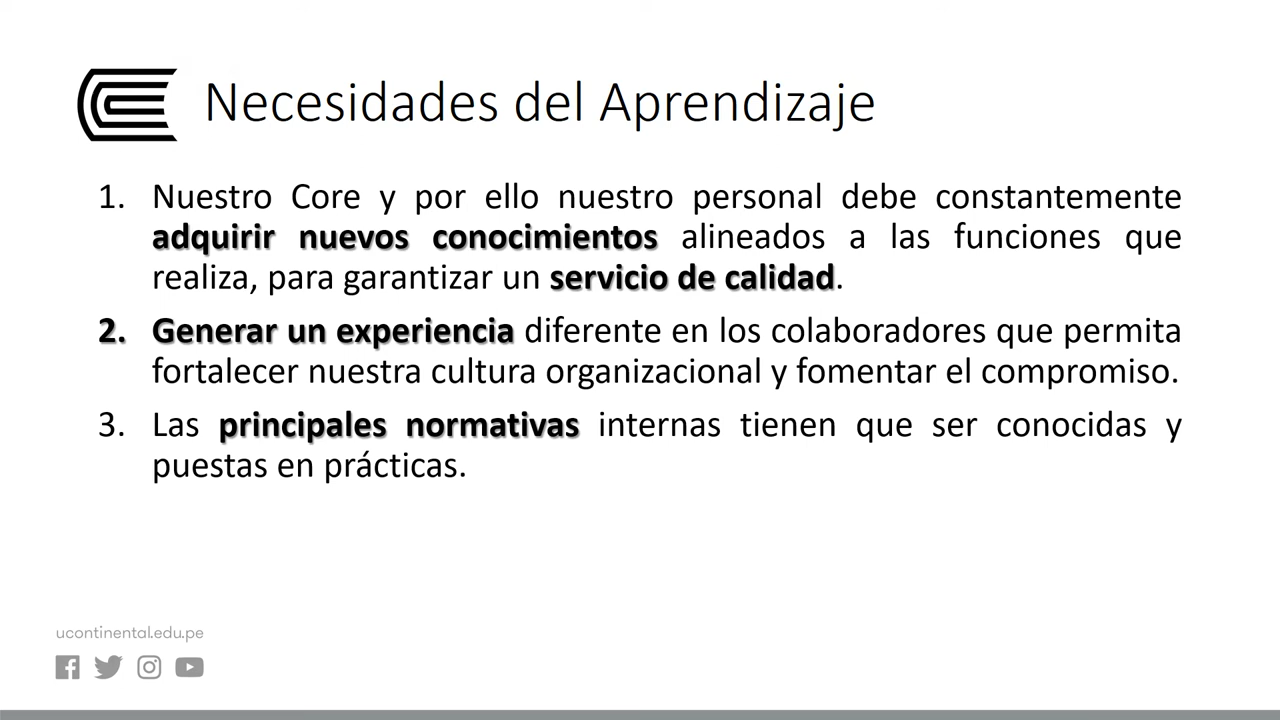 Necesidades del Aprendizaje
1. Nuestro Core y por ello nuestro personal debe constantemente
adquirir nuevos conocimientos alineados a las funciones que
realiza, para garantizar un servicio de calidad.
2. Generar un experiencia diferente en los colaboradores que permita
fortalecer nuestra cultura organizacional y fomentar el compromiso.
3. Las principales normativas internas tienen que ser conocidas y
puestas en prácticas.
ucontinental.edu.pe